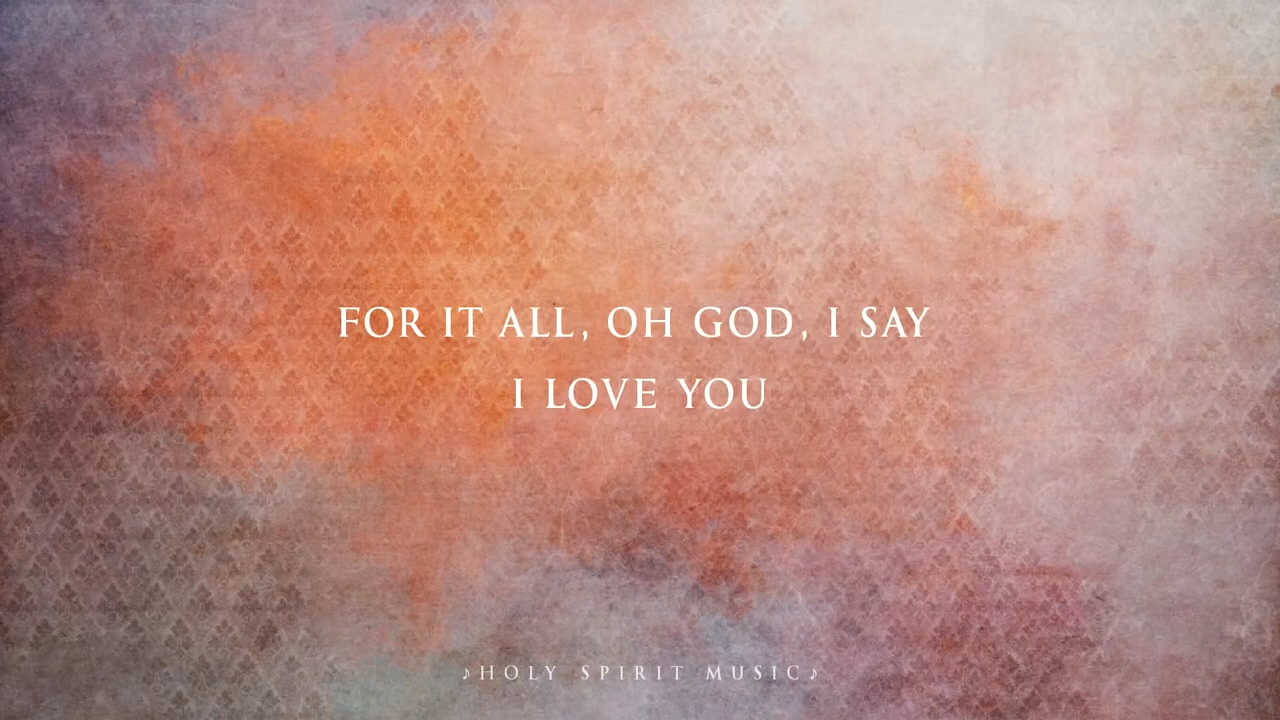 FOR IT ALL, OH GOD, I SAY
I LOVE YOU
♪HOLY SPIRIT MUSIC♪